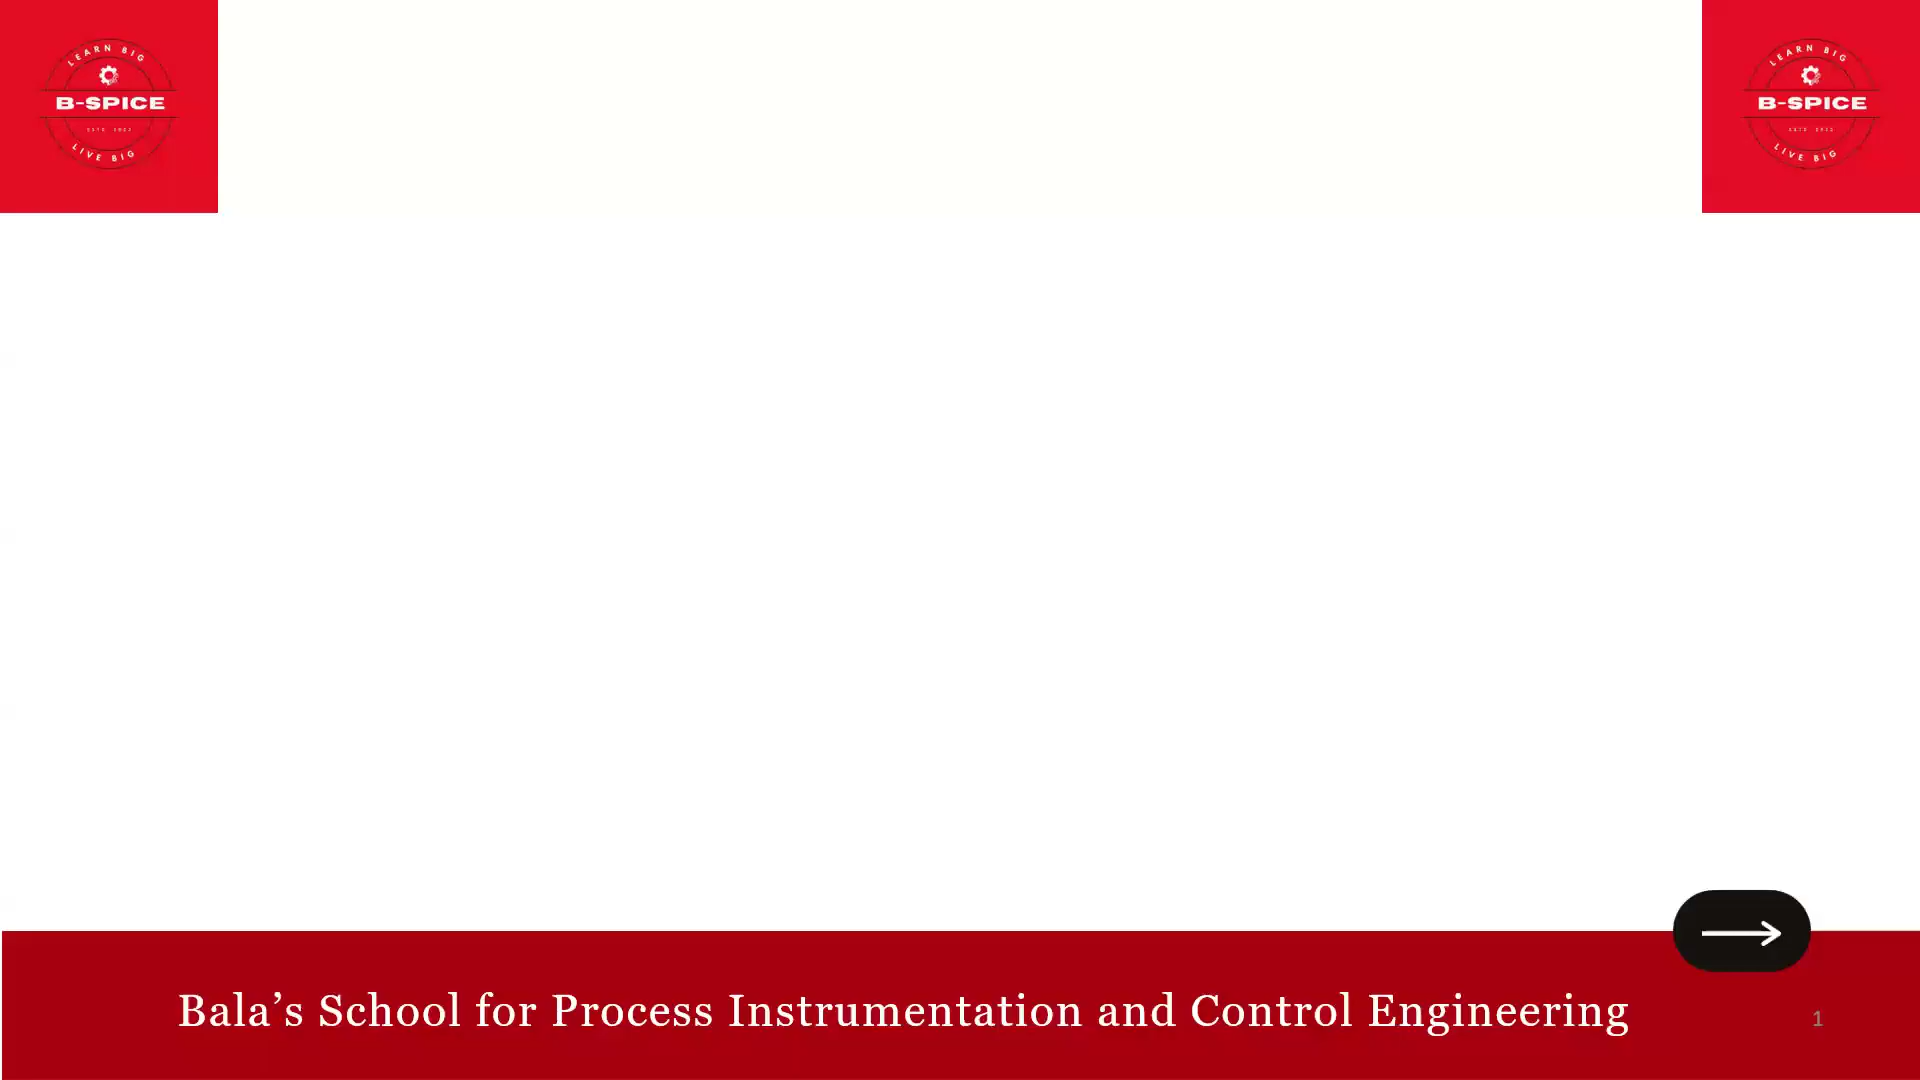 LEARN BIG
B-SPICE
LIVE BIG
LEARN BIG
B-SPICE
LIVE BIG
Bala’s School for Process Instrumentation and Control Engineering
1